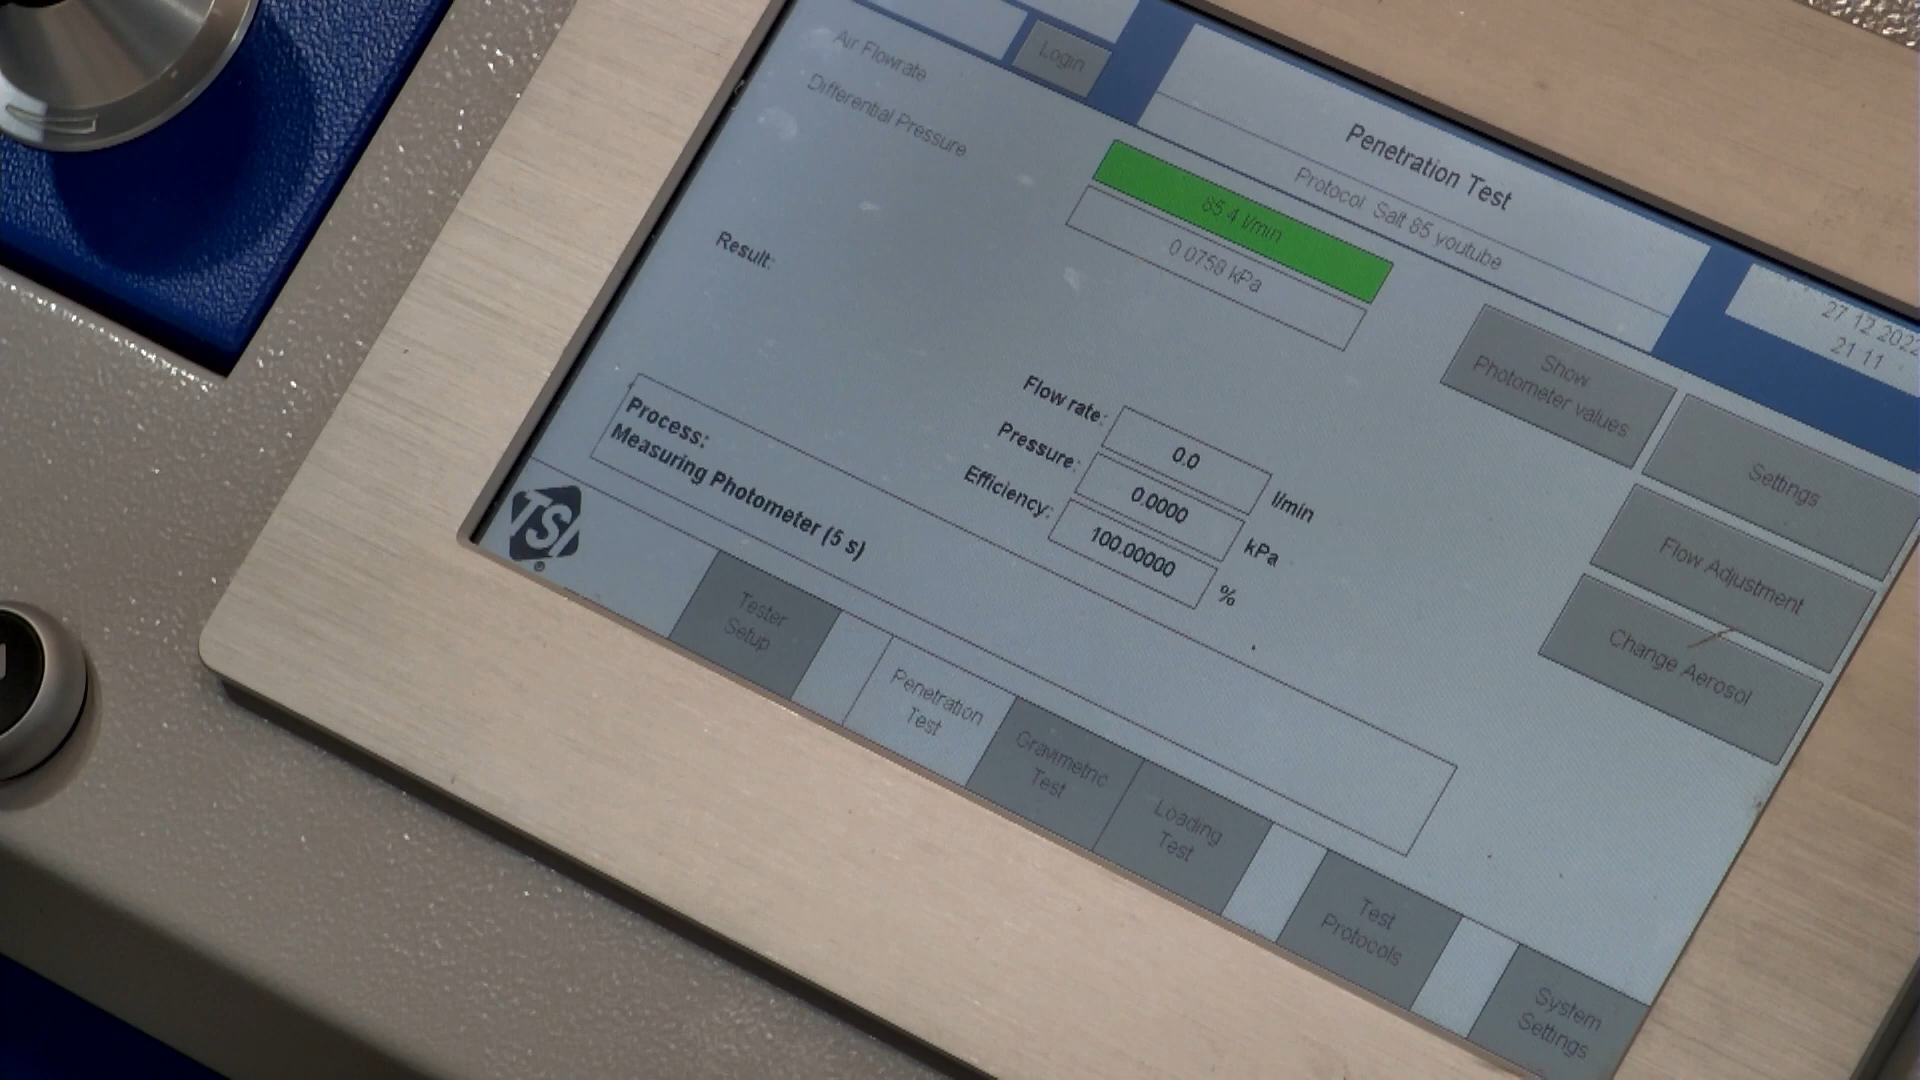 Login
Penetration Test
Protocol Salt 85 youtube
27 12 2022
21 11
Air Flowrate
85.4 l/min
Differential Pressure
0.0758 kPa
Result:
Flow rate: 0.0 l/min
Pressure: 0.0000 kPa
Efficiency: 100.00000 %
Process:
Measuring Photometer (5 s)
Show
Photometer values
Settings
Flow Adjustment
Change Aerosol
TSI
®
Tester
Setup
Penetration
Test
Gravimetric
Test
Loading
Test
Test
Protocols
System
Settings